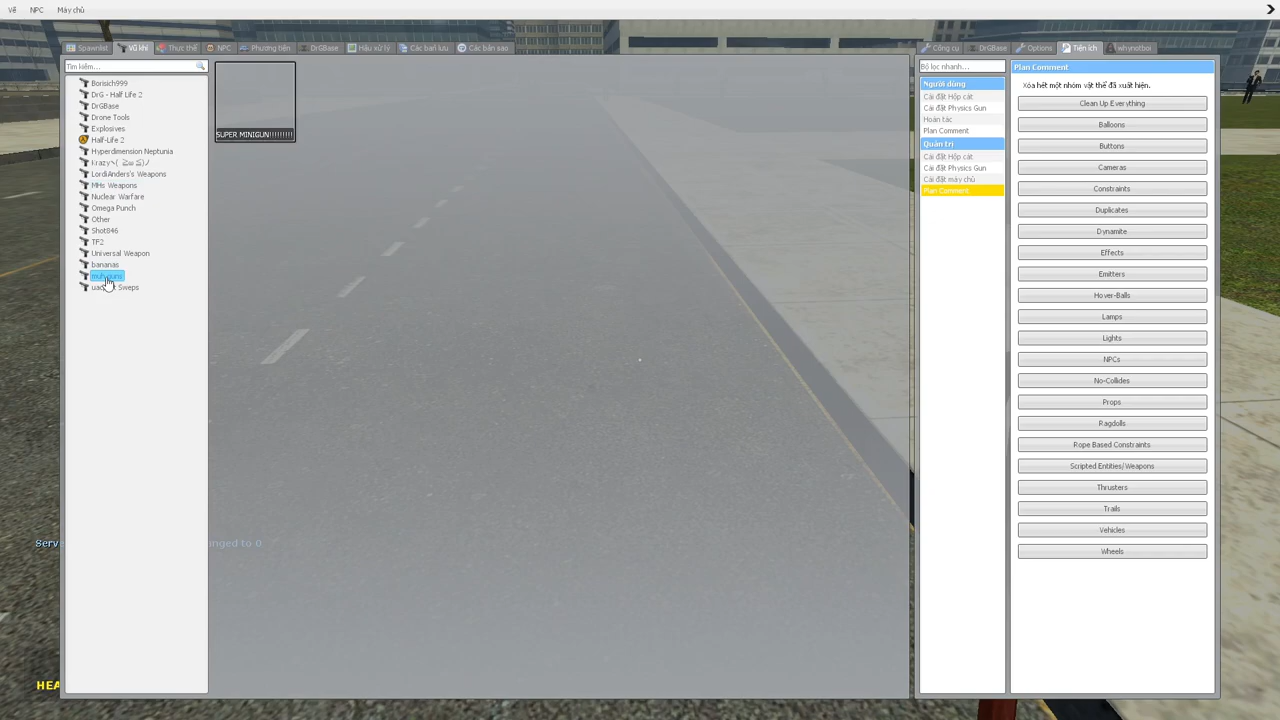 Vẽ NPC Máy chủ
Spawnlist Vũ khí Thực thể NPC Phương tiện DrGBase Hậu xử lý Các bản lưu Các bản sao
Công cụ DrGBase Options Tiện ích whynotboi
Tìm kiếm...
Borisich999
DrG - Half Life 2
DrGBase
Drone Tools
Explosives
Half-Life 2
Hyperdimension Neptunia
LordiAnders's Weapons
MHs Weapons
Nuclear Warfare
Omega Punch
Other
Shot846
TF2
Universal Weapon
bananas
Sweps
SUPER MINIGUN!!!!!!!!!
Serv
nged to 0
HEA
Bộ lọc nhanh...
Người dùng
Cài đặt Hộp cát
Cài đặt Physics Gun
Hoàn tác
Plan Comment
Quản trị
Cài đặt Hộp cát
Cài đặt Physics Gun
Cài đặt máy chủ
Plan Comment
Plan Comment
Xóa hết một nhóm vật thể đã xuất hiện.
Clean Up Everything
Balloons
Buttons
Cameras
Constraints
Duplicates
Dynamite
Effects
Emitters
Hover-Balls
Lamps
Lights
NPCs
No-Collides
Props
Ragdolls
Rope Based Constraints
Scripted Entities/Weapons
Thrusters
Trails
Vehicles
Wheels